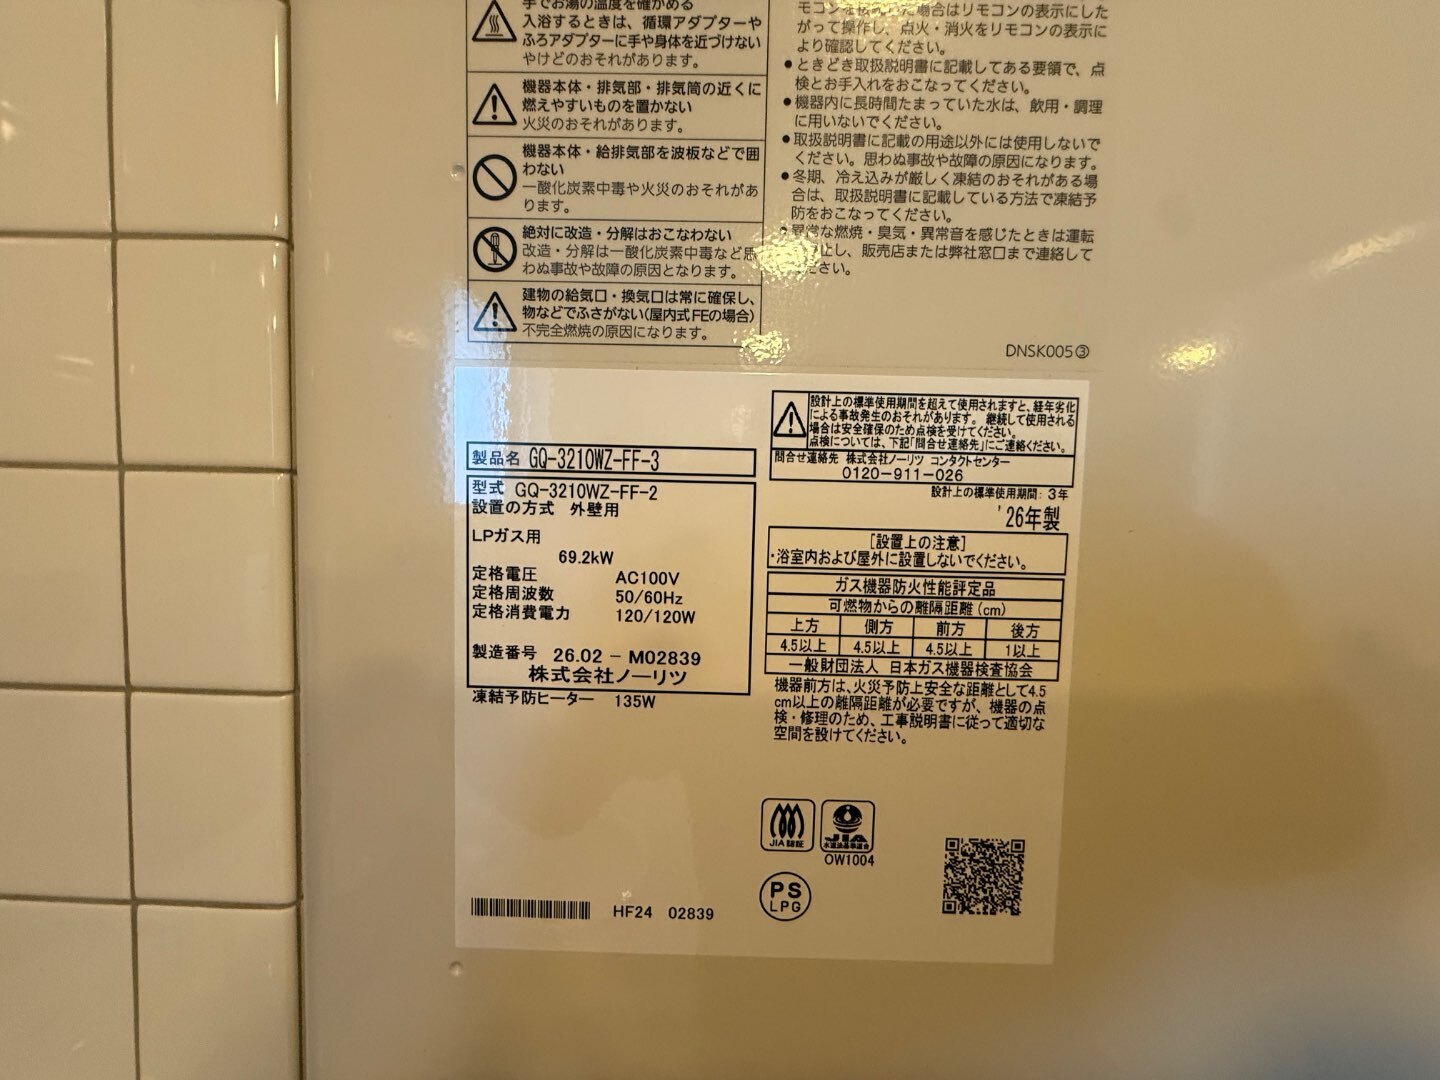 手でお湯の温度を確かめる
入浴するときは、循環アダプターや
ふろアダプターに手や身体を近づけない
やけどのおそれがあります。
機器本体・排気部・排気筒の近くに
燃えやすいものを置かない
火災のおそれがあります。
機器本体・給排気部を波板などで囲
わない
一酸化炭素中毒や火災のおそれがあ
ります。
絶対に改造・分解はおこなわない
改造・分解は一酸化炭素中毒など思
わぬ事故や故障の原因となります。
建物の給気口・換気口は常に確保し、
物などでふさがない(屋内式FEの場合)
不完全燃焼の原因になります。
た場合はリモコンの表示にした
がって操作し、点火・消火をリモコンの表示に
より確認してください。
●ときどき取扱説明書に記載してある要領で、点
検とお手入れをおこなってください。
●機器内に長時間たまっていた水は、飲用・調理
に用いないでください。
●取扱説明書に記載の用途以外には使用しないで
ください。思わぬ事故や故障の原因になります。
●冬期、冷え込みが厳しく凍結のおそれがある場
合は、取扱説明書に記載している方法で凍結予
防をおこなってください。
異常な燃焼・臭気・異常音を感じたときは運転
止し、販売店または弊社窓口まで連絡して
ださい。
DNSK005③
製品名 GQ-3210WZ-FF-3
型式 GQ-3210WZ-FF-2
設置の方式 外壁用
LPガス用
69.2kW
定格電圧 AC100V
定格周波数 50/60Hz
定格消費電力 120/120W
製造番号 26.02 - M02839
株式会社ノーリツ
凍結予防ヒーター 135W
設計上の標準使用期間を超えて使用されますと、経年劣化
による事故発生のおそれがあります。継続して使用される
場合は安全確保のため点検を受けてください。
点検については、下記「問合せ連絡先」にご連絡ください。
問合せ連絡先 株式会社ノーリツ コンタクトセンター
0120-911-026
設計上の標準使用期間: 3年
'26年製
[設置上の注意]
・浴室内および屋外に設置しないでください。
ガス機器防火性能評定品
可燃物からの離隔距離(cm)
上方 側方 前方 後方
4.5以上 4.5以上 4.5以上 1以上
一般財団法人 日本ガス機器検査協会
機器前方は、火災予防上安全な距離として4.5
cm以上の離隔距離が必要ですが、機器の点
検・修理のため、工事説明書に従って適切な
空間を設けてください。
JIA 認証
JIA
水道法基準適合
OW1004
PS
LPG
HF24 02839